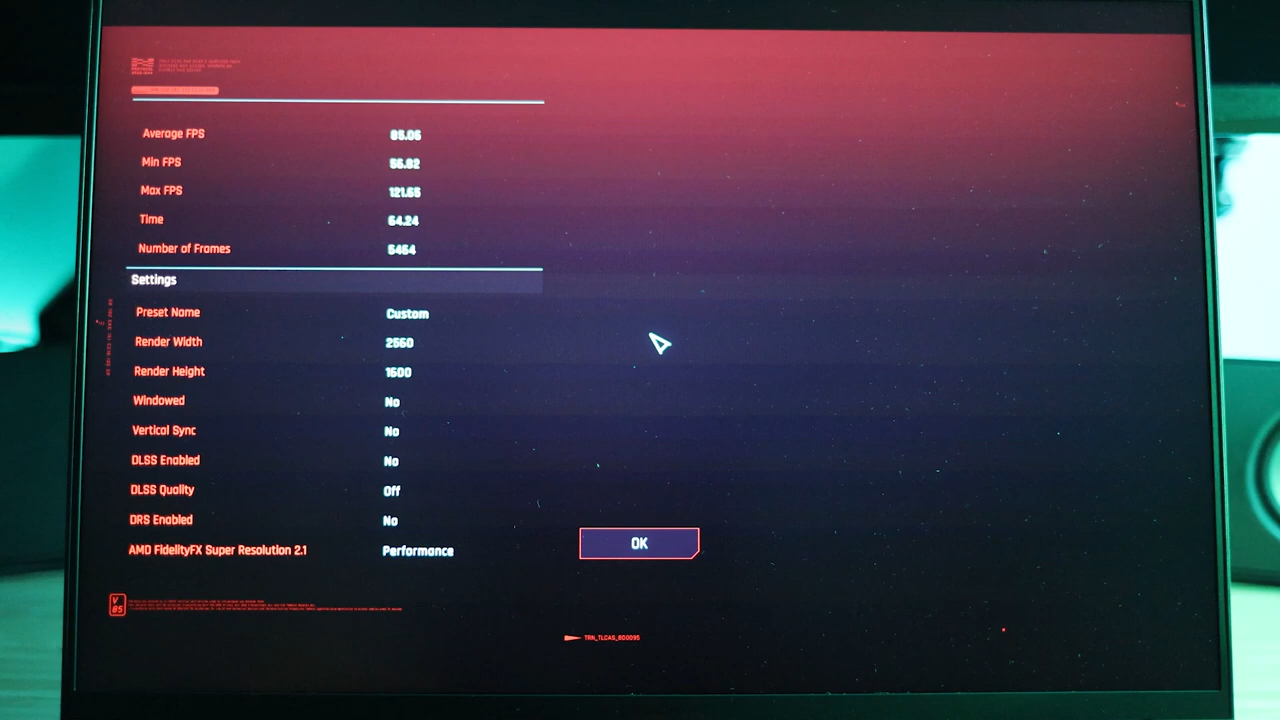 Average FPS 85.06
Min FPS 56.82
Max FPS 121.65
Time 64.24
Number of Frames 5464
Settings
Preset Name Custom
Render Width 2560
Render Height 1600
Windowed No
Vertical Sync No
DLSS Enabled No
DLSS Quality Off
DRS Enabled No
AMD FidelityFX Super Resolution 2.1 Performance
OK
V
85
TRN_TLCAS_800095